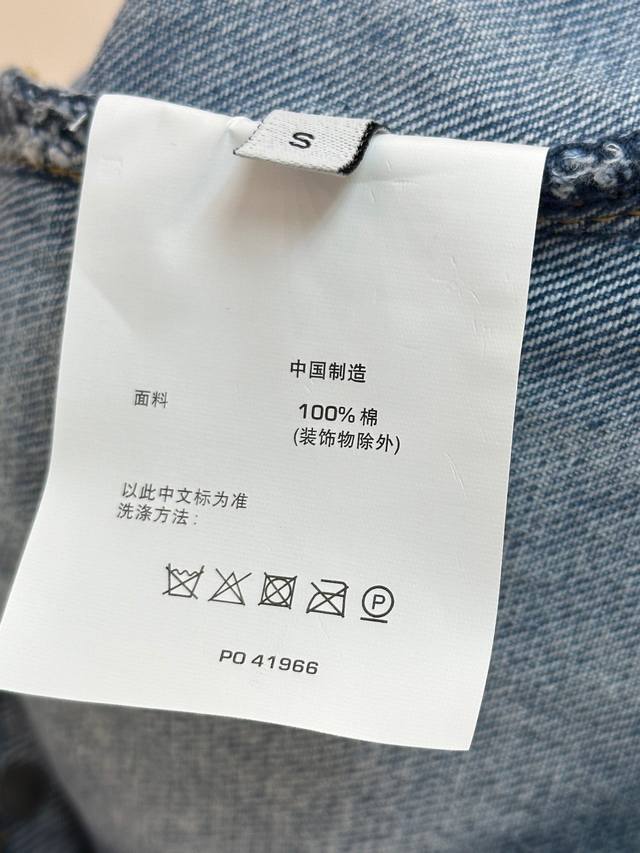 S
中国制造
面料
100% 棉
(装饰物除外)
以此中文标为准
洗涤方法:
P
PO 41966